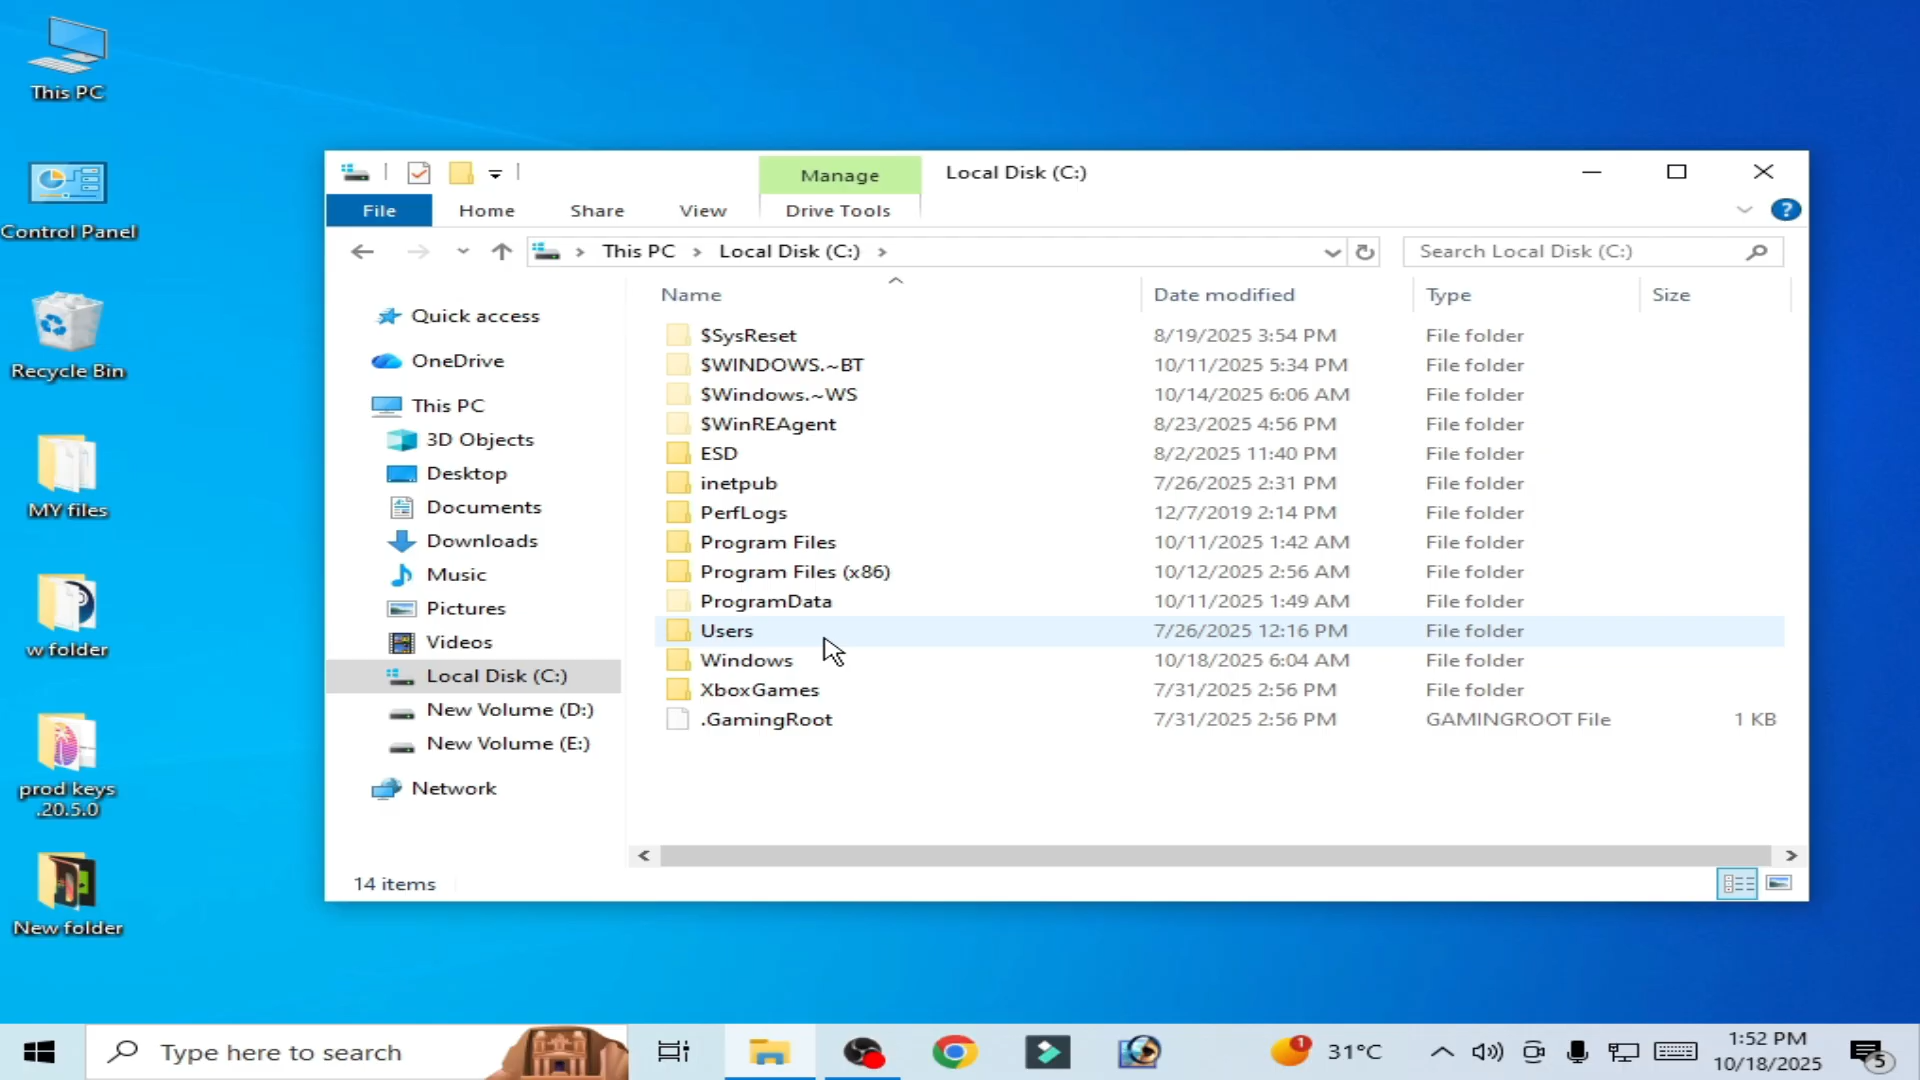 This PC
Control Panel
Recycle Bin
MY files
w folder
prod keys
.20.5.0
New folder
Manage
Local Disk (C:)
File
Home
Share
View
Drive Tools
?
This PC
Local Disk (C:)
Search Local Disk (C:)
Quick access
OneDrive
This PC
3D Objects
Desktop
Documents
Downloads
Music
Pictures
Videos
Local Disk (C:)
New Volume (D:)
New Volume (E:)
Network
Name Date modified Type Size
$SysReset 8/19/2025 3:54 PM File folder
$WINDOWS.~BT 10/11/2025 5:34 PM File folder
$Windows.~WS 10/14/2025 6:06 AM File folder
$WinREAgent 8/23/2025 4:56 PM File folder
ESD 8/2/2025 11:40 PM File folder
inetpub 7/26/2025 2:31 PM File folder
PerfLogs 12/7/2019 2:14 PM File folder
Program Files 10/11/2025 1:42 AM File folder
Program Files (x86) 10/12/2025 2:56 AM File folder
ProgramData 10/11/2025 1:49 AM File folder
Users 7/26/2025 12:16 PM File folder
Windows 10/18/2025 6:04 AM File folder
XboxGames 7/31/2025 2:56 PM File folder
.GamingRoot 7/31/2025 2:56 PM GAMINGROOT File 1 KB
14 items
Type here to search
1
31°C
1:52 PM
10/18/2025
5